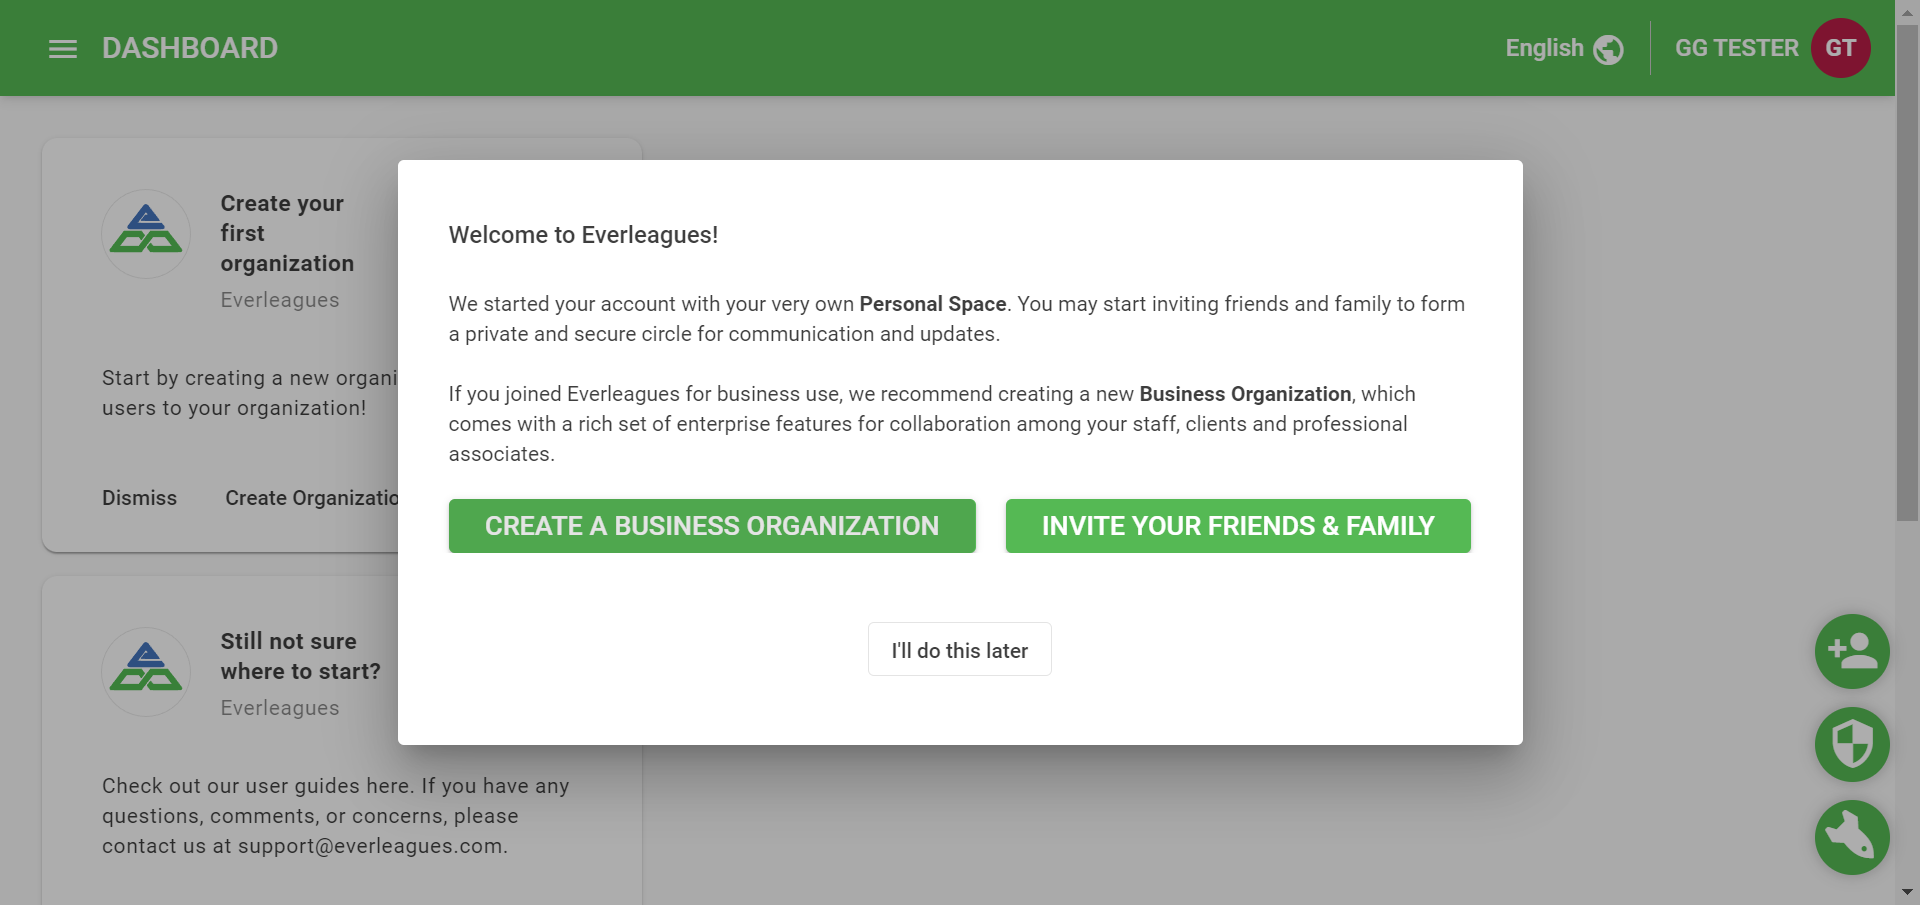 DASHBOARD
English
GG TESTER
GT
Create your
first
organization
Everleagues
Start by creating a new organi
users to your organization!
Dismiss
Create Organizatio
Welcome to Everleagues!
We started your account with your very own Personal Space. You may start inviting friends and family to form
a private and secure circle for communication and updates.
If you joined Everleagues for business use, we recommend creating a new Business Organization, which
comes with a rich set of enterprise features for collaboration among your staff, clients and professional
associates.
CREATE A BUSINESS ORGANIZATION
INVITE YOUR FRIENDS & FAMILY
I'll do this later
Still not sure
where to start?
Everleagues
Check out our user guides here. If you have any
questions, comments, or concerns, please
contact us at support@everleagues.com.